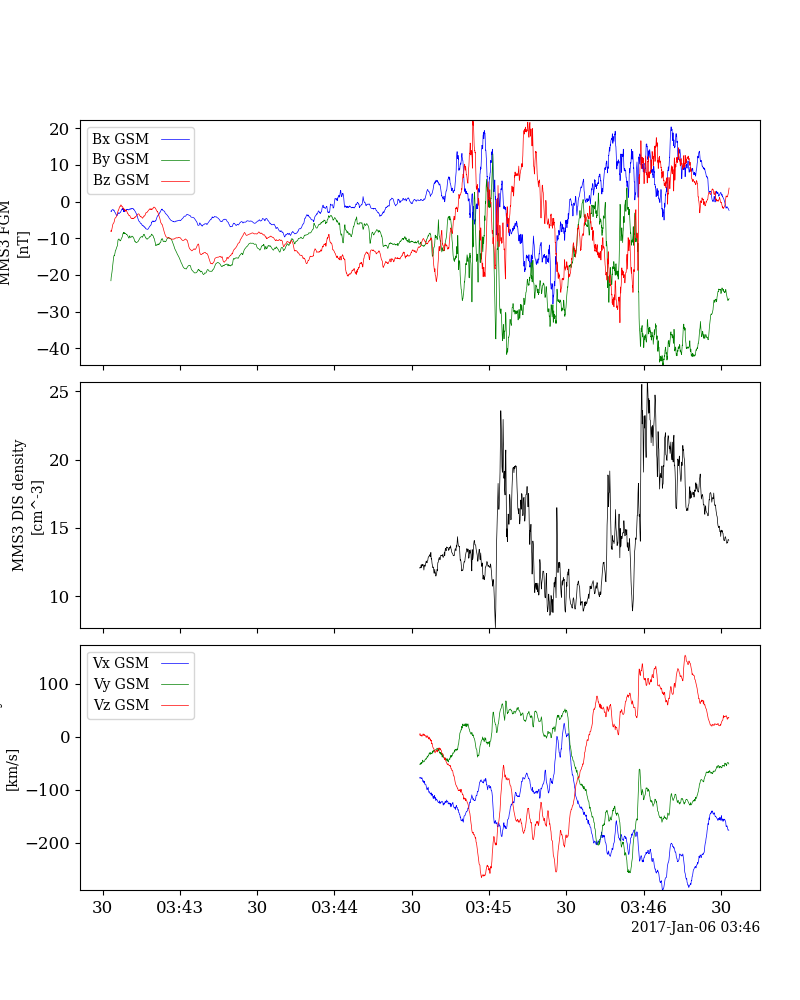 20
10
0
−10
−20
−30
−40
MMS3 FGM
[nT]
Bx GSM
By GSM
Bz GSM
25
20
15
10
MMS3 DIS density
[cm^-3]
100
0
−100
−200
[km/s]
Vx GSM
Vy GSM
Vz GSM
30 03:43 30 03:44 30 03:45 30 03:46 30
2017-Jan-06 03:46